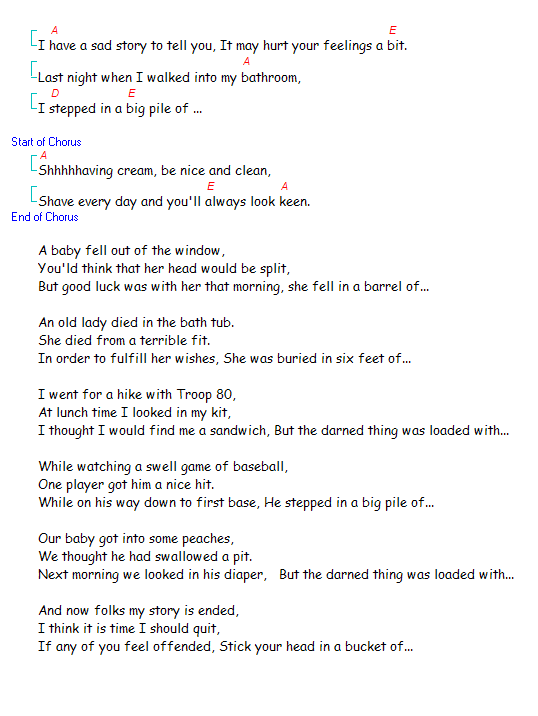 A E
I have a sad story to tell you, It may hurt your feelings a bit.
A
Last night when I walked into my bathroom,
D E
I stepped in a big pile of ...
Start of Chorus
A
Shhhhhaving cream, be nice and clean,
E A
Shave every day and you'll always look keen.
End of Chorus
A baby fell out of the window,
You'ld think that her head would be split,
But good luck was with her that morning, she fell in a barrel of...
An old lady died in the bath tub.
She died from a terrible fit.
In order to fulfill her wishes, She was buried in six feet of...
I went for a hike with Troop 80,
At lunch time I looked in my kit,
I thought I would find me a sandwich, But the darned thing was loaded with...
While watching a swell game of baseball,
One player got him a nice hit.
While on his way down to first base, He stepped in a big pile of...
Our baby got into some peaches,
We thought he had swallowed a pit.
Next morning we looked in his diaper, But the darned thing was loaded with...
And now folks my story is ended,
I think it is time I should quit,
If any of you feel offended, Stick your head in a bucket of...